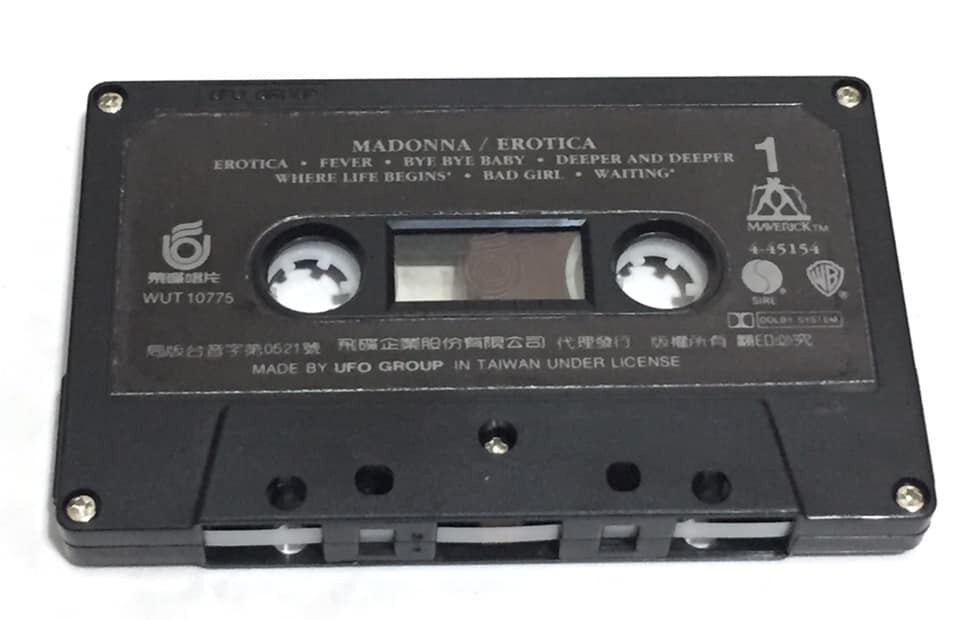 UFO GROUP
MADONNA / EROTICA
EROTICA • FEVER • BYE BYE BABY • DEEPER AND DEEPER
WHERE LIFE BEGINS* • BAD GIRL • WAITING*
1
MAVERICK™
4-45154
SIRE®
WB®
DOLBY SYSTEM
飛碟唱片
WUT 10775
局版台音字第0521號 飛碟企業股份有限公司 代理發行 版權所有 翻印必究
MADE BY UFO GROUP IN TAIWAN UNDER LICENSE